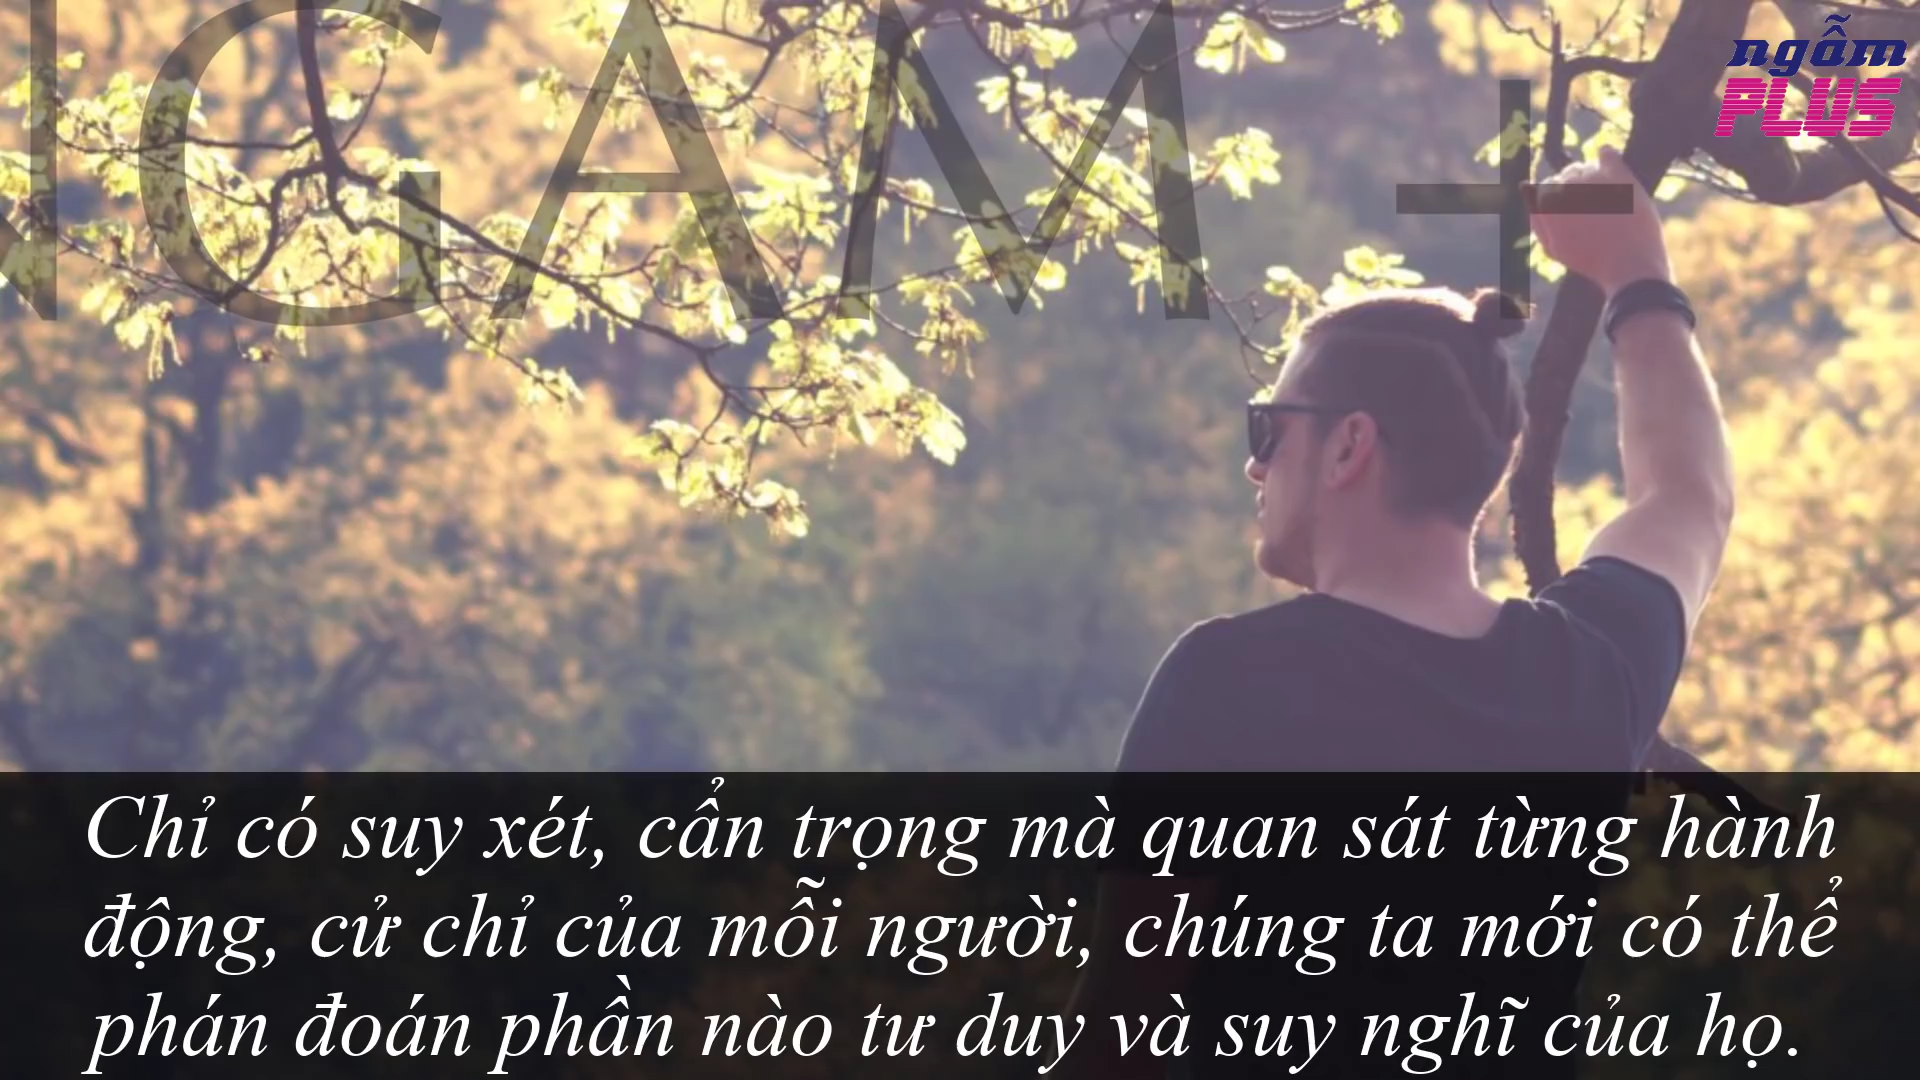 NGAM +
ngẫm
PLUS
Chỉ có suy xét, cẩn trọng mà quan sát từng hành
động, cử chỉ của mỗi người, chúng ta mới có thể
phán đoán phần nào tư duy và suy nghĩ của họ.